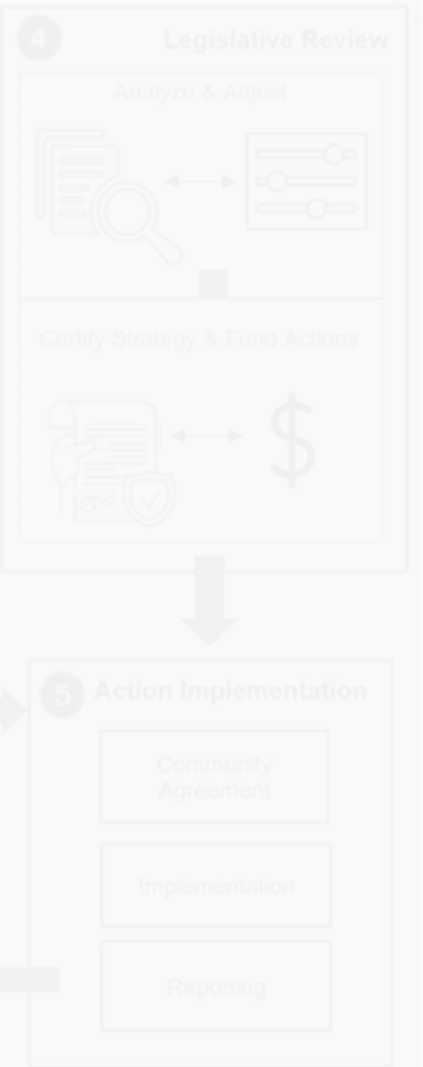 4
Legislative Review
Analyze & Adjust
Certify Strategy & Fund Actions
$
5
Action Implementation
Community
Agreement
Implementation
Reporting